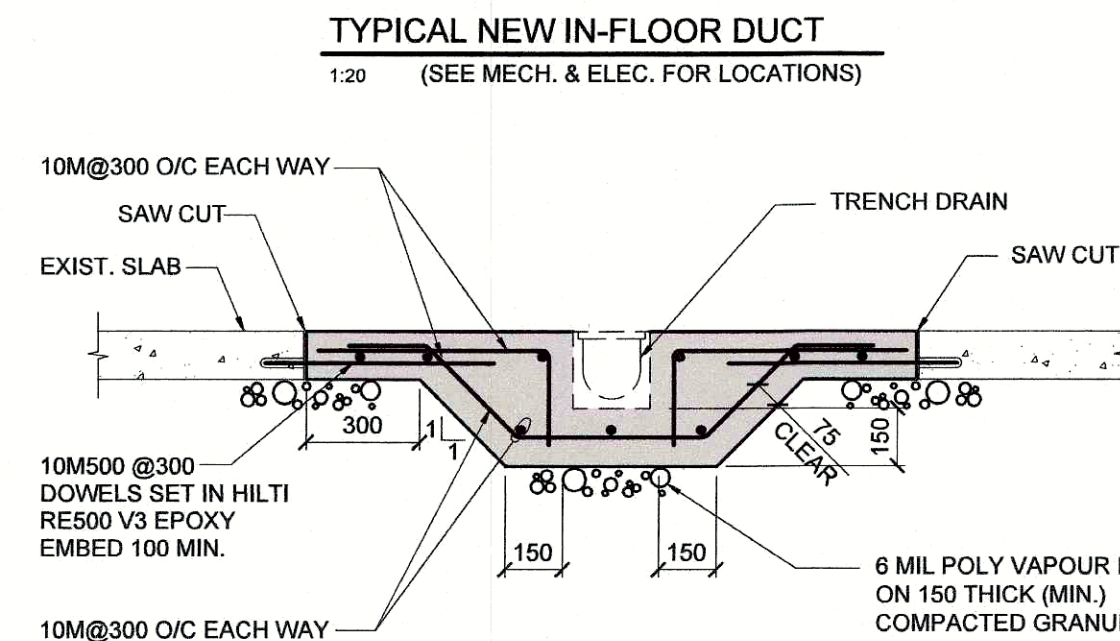 TYPICAL NEW IN-FLOOR DUCT
1:20 (SEE MECH. & ELEC. FOR LOCATIONS)
10M@300 O/C EACH WAY
SAW CUT
EXIST. SLAB
TRENCH DRAIN
SAW CUT
300
1
1
75
CLEAR
150
10M500 @300
DOWELS SET IN HILTI
RE500 V3 EPOXY
EMBED 100 MIN.
150
150
6 MIL POLY VAPOUR
ON 150 THICK (MIN.)
COMPACTED
10M@300 O/C EACH WAY